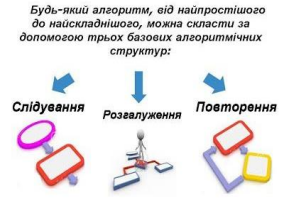 Будь-який алгоритм, від найпростішого
до найскладнішого, можна скласти за
допомогою трьох базових алгоритмічних
структур:
Слідування
Розгалуження
Повторення